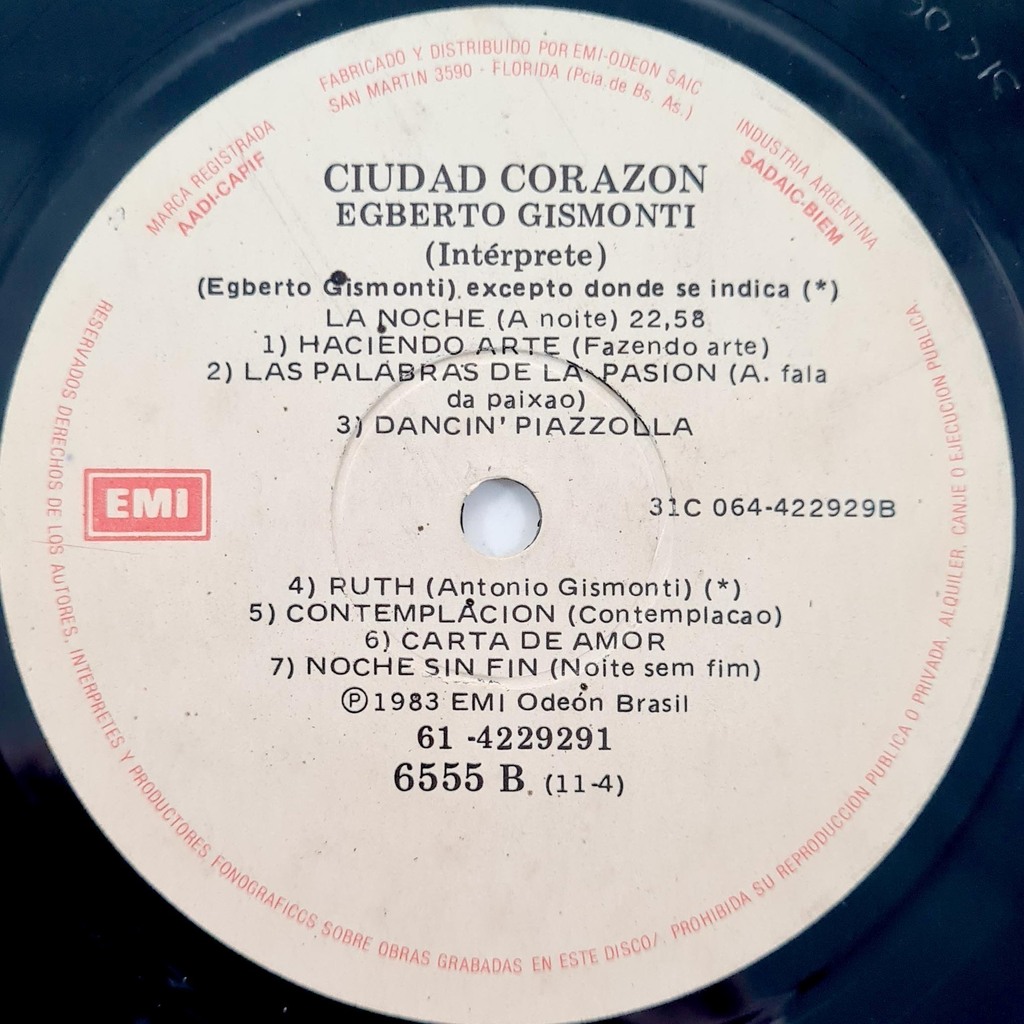 FABRICADO Y DISTRIBUIDO POR EMI-ODEON SAIC
SAN MARTIN 3590 - FLORIDA (Pcia. de Bs. As.)
MARCA REGISTRADA
AADI-CAPIF
INDUSTRIA ARGENTINA
SADAIC-BIEM
CIUDAD CORAZON
EGBERTO GISMONTI
(Intérprete)
(Egberto Gismonti) excepto donde se indica (*)
LA NOCHE (A noite) 22,58
1) HACIENDO ARTE (Fazendo arte)
2) LAS PALABRAS DE LA PASION (A. fala
da paixao)
3) DANCIN' PIAZZOLLA
EMI
31C 064-422929B
4) RUTH (Antonio Gismonti) (*)
5) CONTEMPLACION (Contemplacao)
6) CARTA DE AMOR
7) NOCHE SIN FIN (Noite sem fim)
Ⓟ1983 EMI Odeón Brasil
61 -4229291
6555 B. (11-4)
RESERVADOS DERECHOS DE LOS AUTORES, INTERPRETES Y PRODUCTORES FONOGRAFICCS SOBRE OBRAS GRABADAS EN ESTE DISCO/. PROHIBIDA SU REPRODUCCION PUBLICA O PRIVADA, ALQUILER, CANJE O EJECUCION PUBLICA.